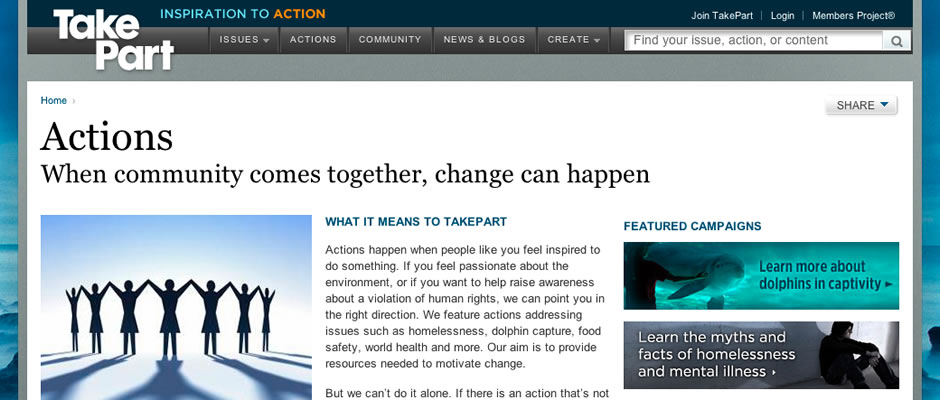 Take
Part
INSPIRATION TO ACTION
Join TakePart | Login | Members Project®
ISSUES
ACTIONS
COMMUNITY
NEWS & BLOGS
CREATE
Find your issue, action, or content
Home ›
SHARE
Actions
When community comes together, change can happen
WHAT IT MEANS TO TAKEPART
Actions happen when people like you feel inspired to
do something. If you feel passionate about the
environment, or if you want to help raise awareness
about a violation of human rights, we can point you in
the right direction. We feature actions addressing
issues such as homelessness, dolphin capture, food
safety, world health and more. Our aim is to provide
resources needed to motivate change.
But we can't do it alone. If there is an action that's not
FEATURED CAMPAIGNS
Learn more about
dolphins in captivity
Learn the myths and
facts of homelessness
and mental illness